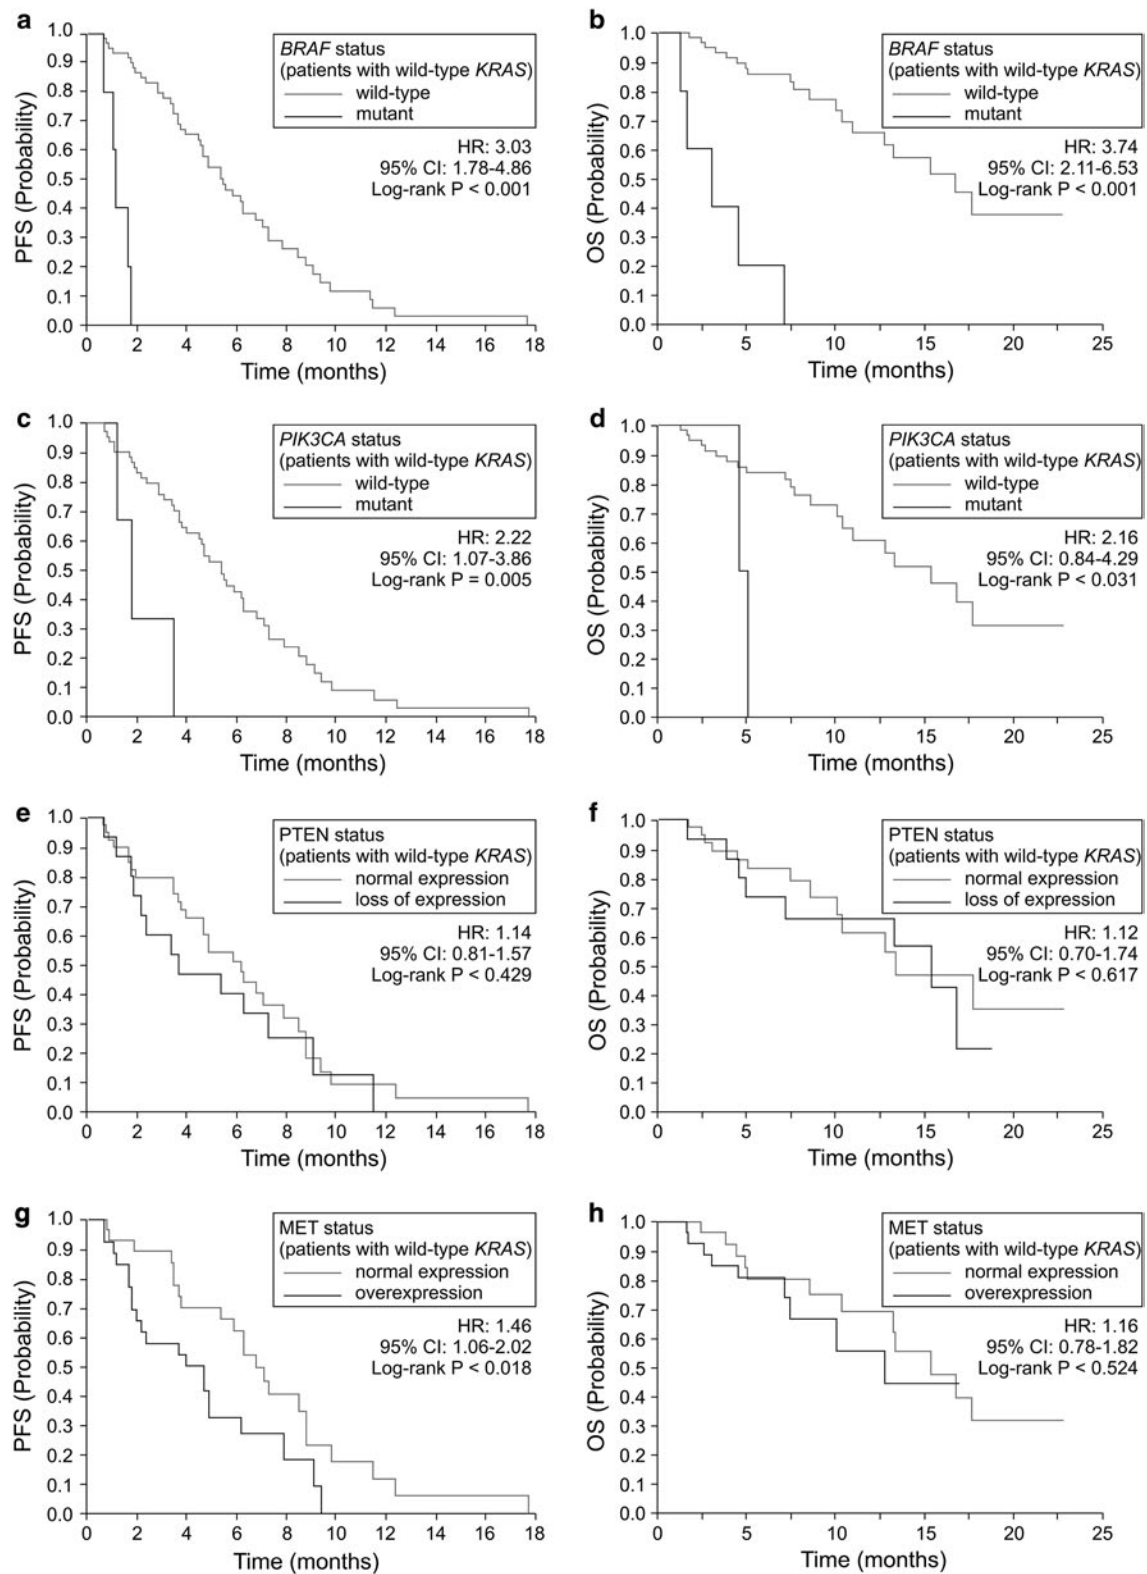 a
1.0
0.9
0.8
0.7
0.6
0.5
0.4
0.3
0.2
0.1
0.0
PFS (Probability)
BRAF status
(patients with wild-type KRAS)
wild-type
mutant
HR: 3.03
95% CI: 1.78-4.86
Log-rank P < 0.001
0 2 4 6 8 10 12 14 16 18
Time (months)
b
1.0
0.9
0.8
0.7
0.6
0.5
0.4
0.3
0.2
0.1
0.0
OS (Probability)
BRAF status
(patients with wild-type KRAS)
wild-type
mutant
HR: 3.74
95% CI: 2.11-6.53
Log-rank P < 0.001
0 5 10 15 20 25
Time (months)
c
1.0
0.9
0.8
0.7
0.6
0.5
0.4
0.3
0.2
0.1
0.0
PFS (Probability)
PIK3CA status
(patients with wild-type KRAS)
wild-type
mutant
HR: 2.22
95% CI: 1.07-3.86
Log-rank P = 0.005
0 2 4 6 8 10 12 14 16 18
Time (months)
d
1.0
0.9
0.8
0.7
0.6
0.5
0.4
0.3
0.2
0.1
0.0
OS (Probability)
PIK3CA status
(patients with wild-type KRAS)
wild-type
mutant
HR: 2.16
95% CI: 0.84-4.29
Log-rank P < 0.031
0 5 10 15 20 25
Time (months)
e
1.0
0.9
0.8
0.7
0.6
0.5
0.4
0.3
0.2
0.1
0.0
PFS (Probability)
PTEN status
(patients with wild-type KRAS)
normal expression
loss of expression
HR: 1.14
95% CI: 0.81-1.57
Log-rank P < 0.429
0 2 4 6 8 10 12 14 16 18
Time (months)
f
1.0
0.9
0.8
0.7
0.6
0.5
0.4
0.3
0.2
0.1
0.0
OS (Probability)
PTEN status
(patients with wild-type KRAS)
normal expression
loss of expression
HR: 1.12
95% CI: 0.70-1.74
Log-rank P < 0.617
0 5 10 15 20 25
Time (months)
g
1.0
0.9
0.8
0.7
0.6
0.5
0.4
0.3
0.2
0.1
0.0
PFS (Probability)
MET status
(patients with wild-type KRAS)
normal expression
overexpression
HR: 1.46
95% CI: 1.06-2.02
Log-rank P < 0.018
0 2 4 6 8 10 12 14 16 18
Time (months)
h
1.0
0.9
0.8
0.7
0.6
0.5
0.4
0.3
0.2
0.1
0.0
OS (Probability)
MET status
(patients with wild-type KRAS)
normal expression
overexpression
HR: 1.16
95% CI: 0.78-1.82
Log-rank P < 0.524
0 5 10 15 20 25
Time (months)